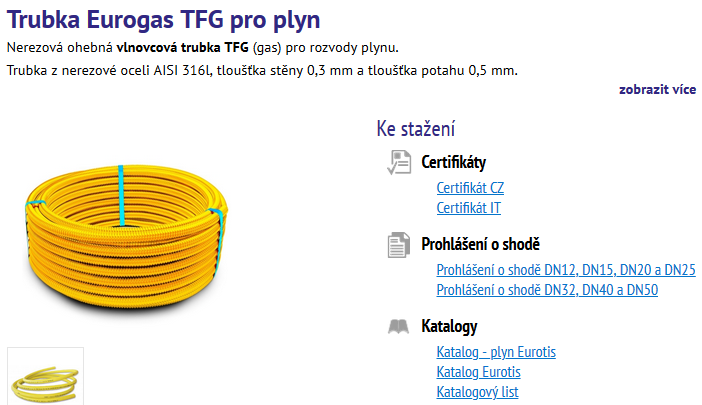 Trubka Eurogas TFG pro plyn
Nerezová ohebná vlnovcová trubka TFG (gas) pro rozvody plynu.
Trubka z nerezové oceli AISI 316l, tloušťka stěny 0,3 mm a tloušťka potahu 0,5 mm.
zobrazit více
Ke stažení
Certifikáty
Certifikát CZ
Certifikát IT
Prohlášení o shodě
Prohlášení o shodě DN12, DN15, DN20 a DN25
Prohlášení o shodě DN32, DN40 a DN50
Katalogy
Katalog - plyn Eurotis
Katalog Eurotis
Katalogový list